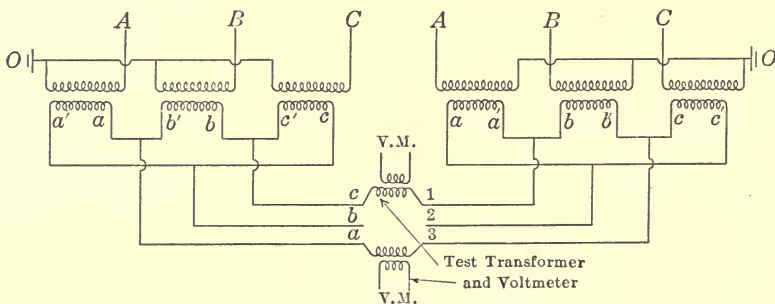 A B C A B C
O O
a' a b' b c' c a a' b b' c c'
V.M.
c 1
b 2
a 3
Test Transformer
and Voltmeter
V.M.